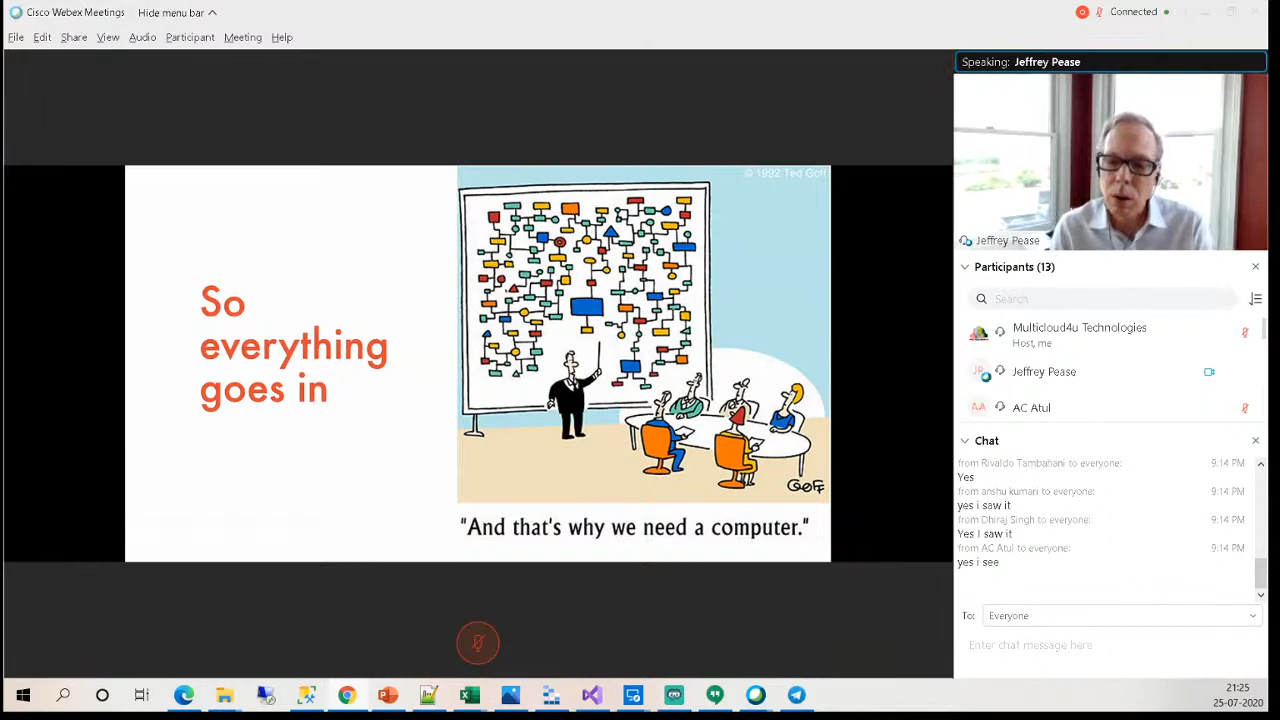 Cisco Webex Meetings Hide menu bar Connected
File Edit Share View Audio Participant Meeting Help
Speaking: Jeffrey Pease
© 1992 Ted Goff
So
everything
goes in
GOFF
"And that's why we need a computer."
Jeffrey Pease
Participants (13)
Search
Multicloud4u Technologies
Host, me
JP Jeffrey Pease
AA AC Atul
Chat
from Rivaldo Tambahani to everyone: 9:14 PM
Yes
from anshu kumari to everyone: 9:14 PM
yes i saw it
from Dhiraj Singh to everyone: 9:14 PM
Yes I saw it
from AC Atul to everyone: 9:14 PM
yes i see
To: Everyone
Enter chat message here
21:25
25-07-2020